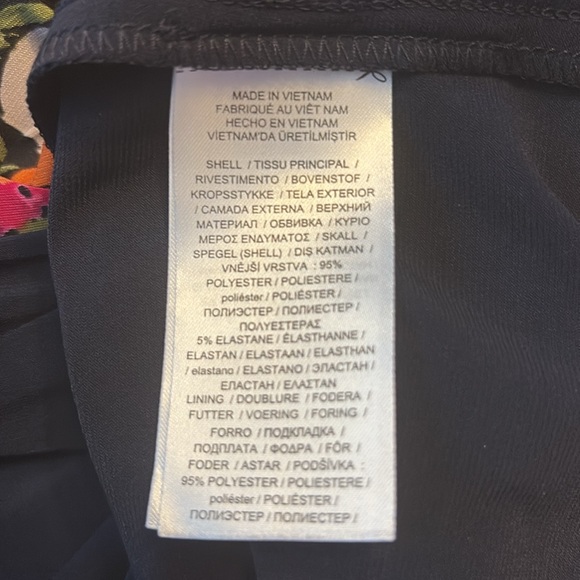 MADE IN VIETNAM
FABRIQUÉ AU VIÊT NAM
HECHO EN VIETNAM
VİETNAM'DA ÜRETİLMİŞTİR
SHELL / TISSU PRINCIPAL /
RIVESTIMENTO / BOVENSTOF /
KROPSSTYKKE / TELA EXTERIOR
/ CAMADA EXTERNA / ВЕРХНИЙ
МАТЕРИАЛ / ОБВИВКА / ΚΥΡΙΟ
ΜΕΡΟΣ ΕΝΔΥΜΑΤΟΣ / SKALL /
SPEGEL (SHELL) / DIŞ KATMAN /
VNĚJŠÍ VRSTVA : 95%
POLYESTER / POLIESTERE /
poliéster / POLIÉSTER /
ПОЛИЭСТЕР / ПОЛИЕСТЕР /
ΠΟΛΥΕΣΤΕΡΑΣ
5% ELASTANE / ÉLASTHANNE /
ELASTAN / ELASTAAN / ELASTHAN
/ elastano / ELASTANO / ЭЛАСТАН /
ЕЛАСТАН / ΕΛΑΣΤΑΝ
LINING / DOUBLURE / FODERA /
FUTTER / VOERING / FORING /
FORRO / ПОДКЛАДКА /
ПОДПЛАТА / ΦΟΔΡΑ / FÔR /
FODER / ASTAR / PODŠÍVKA :
95% POLYESTER / POLIESTERE /
poliéster / POLIÉSTER /
ПОЛИЭСТЕР / ПОЛИЕСТЕР /